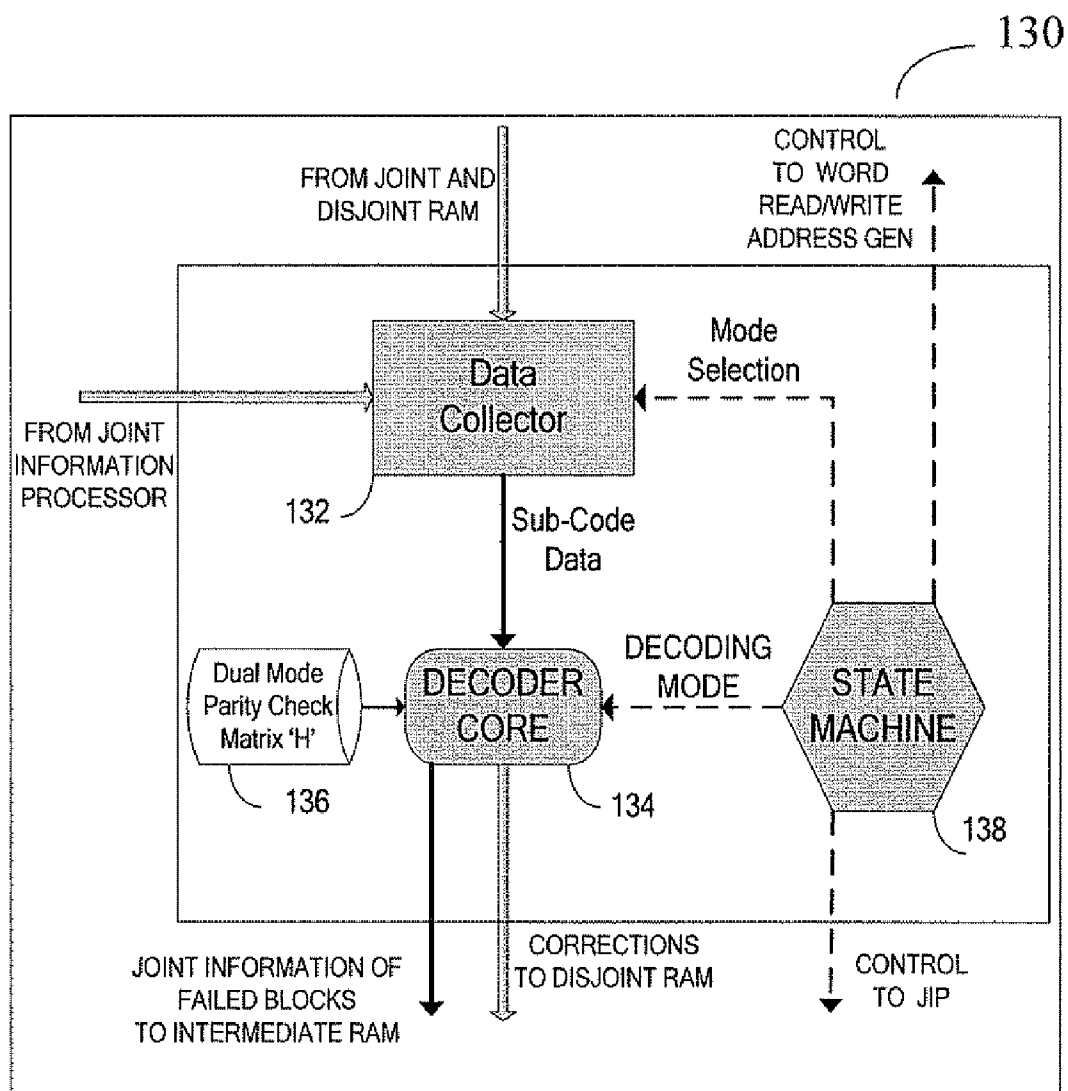 130
CONTROL
TO WORD
READ/WRITE
ADDRESS GEN
FROM JOINT AND
DISJOINT RAM
Mode
Selection
Data
Collector
FROM JOINT
INFORMATION
PROCESSOR
132
Sub-Code
Data
Dual Mode
Parity Check
Matrix 'H'
DECODER
CORE
DECODING
MODE
STATE
MACHINE
136
134
138
JOINT INFORMATION OF
FAILED BLOCKS
TO INTERMEDIATE RAM
CORRECTIONS
TO DISJOINT RAM
CONTROL
TO JIP